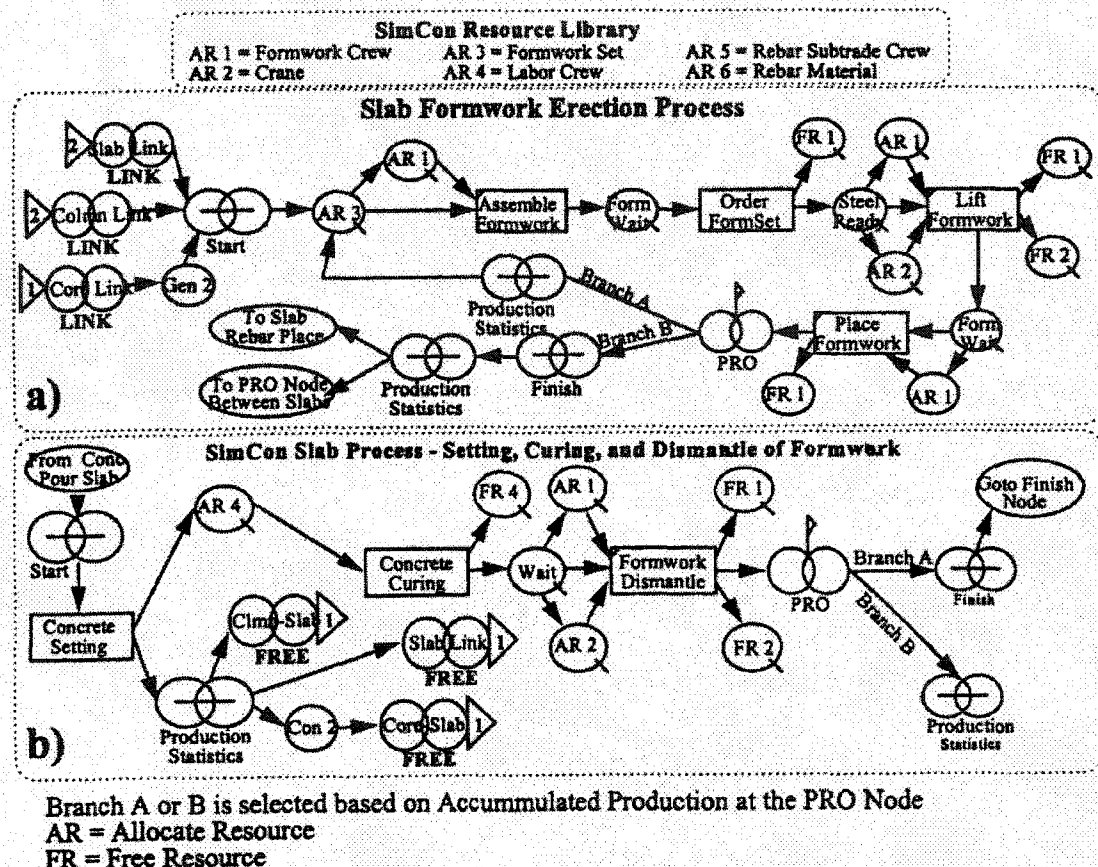 SimCon Resource Library
AR 1 = Formwork Crew AR 3 = Formwork Set AR 5 = Rebar Subtrade Crew
AR 2 = Crane AR 4 = Labor Crew AR 6 = Rebar Material
Slab Formwork Erection Process
2 Slab Link
LINK
2 Colmn Link
LINK
1 Core Link
LINK
Gen 2
Start
AR 3
AR 1
Assemble
Formwork
Form
Wait
Order
FormSet
FR 1
Steel
Ready
AR 1
AR 2
Lift
Formwork
FR 1
FR 2
Form
Wait
AR 1
Place
Formwork
FR 1
PRO
Branch A
Branch B
Production
Statistics
Finish
Production
Statistics
To Slab
Rebar Place
To PRO Node
Between Slabs
a)
SimCon Slab Process - Setting, Curing, and Dismantle of Formwork
From Conc
Pour Slab
Start
Concrete
Setting
AR 4
Production
Statistics
Clmn-Slab 1
FREE
Slab Link 1
FREE
Con 2
Core-Slab 1
FREE
Concrete
Curing
FR 4
Wait
AR 1
AR 2
Formwork
Dismantle
FR 1
FR 2
PRO
Branch A
Branch B
Finish
Goto Finish
Node
Production
Statistics
b)
Branch A or B is selected based on Accummulated Production at the PRO Node
AR = Allocate Resource
FR = Free Resource